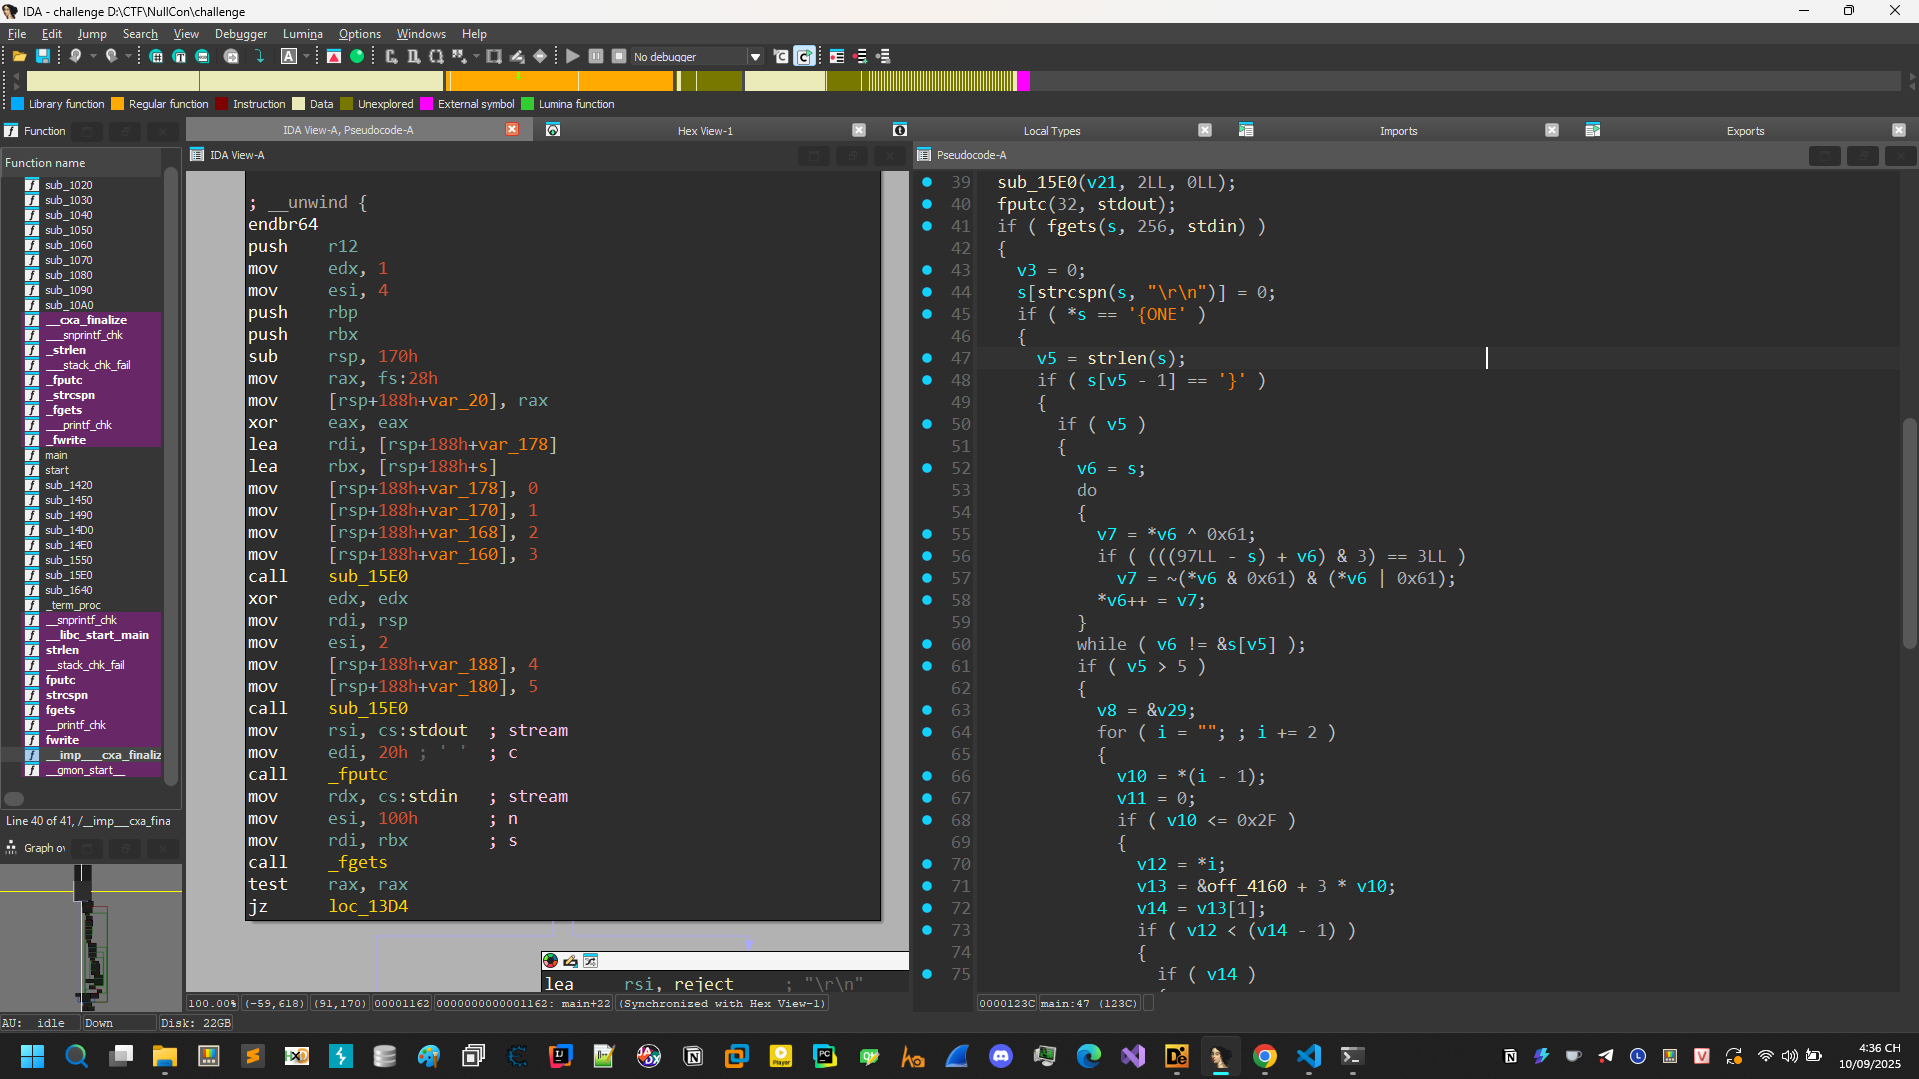 IDA - challenge D:\CTF\NullCon\challenge
File Edit Jump Search View Debugger Lumina Options Windows Help
No debugger
Library function Regular function Instruction Data Unexplored External symbol Lumina function
Function
IDA View-A, Pseudocode-A
Hex View-1
Local Types
Imports
Exports
Function name
sub_1020
sub_1030
sub_1040
sub_1050
sub_1060
sub_1070
sub_1080
sub_1090
sub_10A0
__cxa_finalize
___snprintf_chk
_strlen
___stack_chk_fail
_fputc
_strcspn
_fgets
___printf_chk
_fwrite
main
start
sub_1420
sub_1450
sub_1490
sub_14D0
sub_14E0
sub_1550
sub_15E0
sub_1640
_term_proc
__snprintf_chk
__libc_start_main
strlen
__stack_chk_fail
fputc
strcspn
fgets
__printf_chk
fwrite
__imp___cxa_finaliz
__gmon_start__
Line 40 of 41, /__imp___cxa_fina
Graph ov
IDA View-A
; __unwind {
endbr64
push r12
mov edx, 1
mov esi, 4
push rbp
push rbx
sub rsp, 170h
mov rax, fs:28h
mov [rsp+188h+var_20], rax
xor eax, eax
lea rdi, [rsp+188h+var_178]
lea rbx, [rsp+188h+s]
mov [rsp+188h+var_178], 0
mov [rsp+188h+var_170], 1
mov [rsp+188h+var_168], 2
mov [rsp+188h+var_160], 3
call sub_15E0
xor edx, edx
mov rdi, rsp
mov esi, 2
mov [rsp+188h+var_188], 4
mov [rsp+188h+var_180], 5
call sub_15E0
mov rsi, cs:stdout ; stream
mov edi, 20h ; ' ' ; c
call _fputc
mov rdx, cs:stdin ; stream
mov esi, 100h ; n
mov rdi, rbx ; s
call _fgets
test rax, rax
jz loc_13D4
lea rsi, reject ; "\r\n"
100.00% (-59,618) (91,170) 00001162 0000000000001162: main+22 (Synchronized with Hex View-1)
Pseudocode-A
39 sub_15E0(v21, 2LL, 0LL);
40 fputc(32, stdout);
41 if ( fgets(s, 256, stdin) )
42 {
43 v3 = 0;
44 s[strcspn(s, "\r\n")] = 0;
45 if ( *s == '{ONE' )
46 {
47 v5 = strlen(s);
48 if ( s[v5 - 1] == '}' )
49 {
50 if ( v5 )
51 {
52 v6 = s;
53 do
54 {
55 v7 = *v6 ^ 0x61;
56 if ( (((97LL - s) + v6) & 3) == 3LL )
57 v7 = ~(*v6 & 0x61) & (*v6 | 0x61);
58 *v6++ = v7;
59 }
60 while ( v6 != &s[v5] );
61 if ( v5 > 5 )
62 {
63 v8 = &v29;
64 for ( i = ""; ; i += 2 )
65 {
66 v10 = *(i - 1);
67 v11 = 0;
68 if ( v10 <= 0x2F )
69 {
70 v12 = *i;
71 v13 = &off_4160 + 3 * v10;
72 v14 = v13[1];
73 if ( v12 < (v14 - 1) )
74 {
75 if ( v14 )
0000123C main:47 (123C)
AU: idle Down Disk: 22GB
4:36 CH
10/09/2025